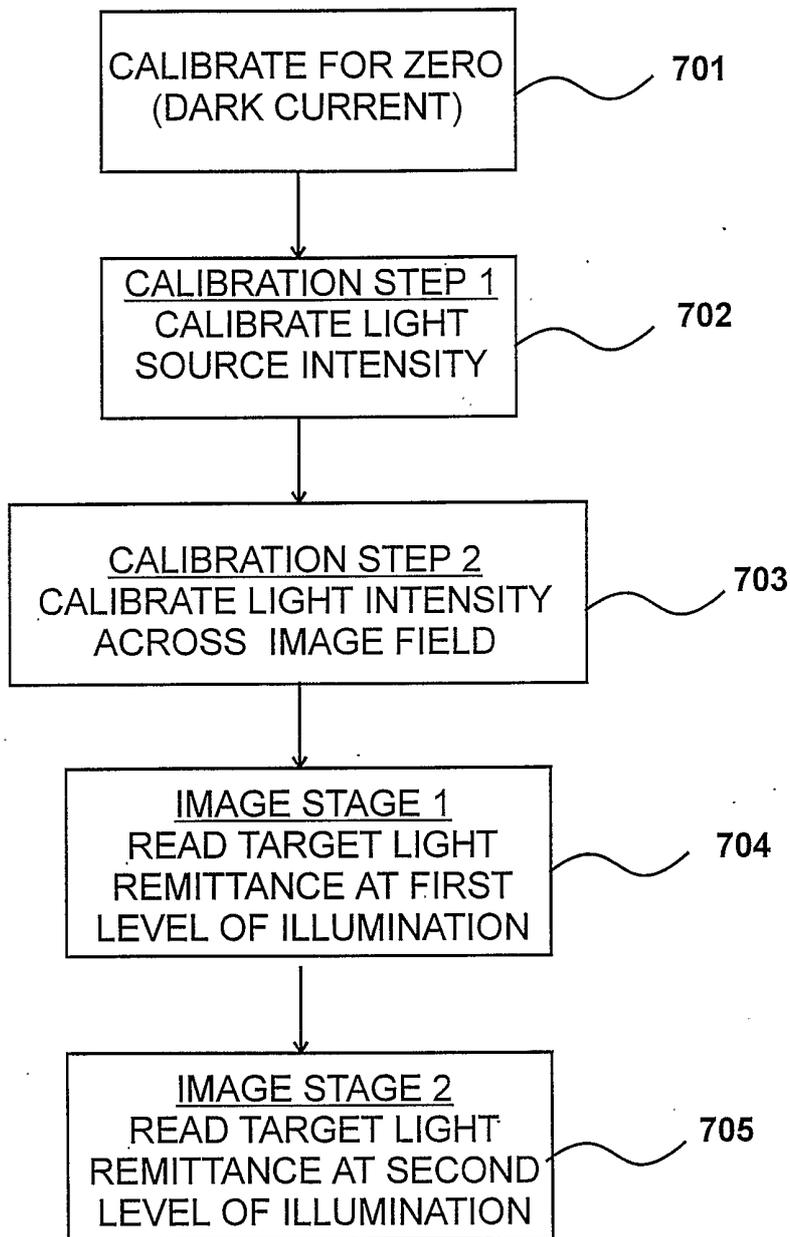 CALIBRATE FOR ZERO
(DARK CURRENT)
701
CALIBRATION STEP 1
CALIBRATE LIGHT
SOURCE INTENSITY
702
CALIBRATION STEP 2
CALIBRATE LIGHT INTENSITY
ACROSS IMAGE FIELD
703
IMAGE STAGE 1
READ TARGET LIGHT
REMITTANCE AT FIRST
LEVEL OF ILLUMINATION
704
IMAGE STAGE 2
READ TARGET LIGHT
REMITTANCE AT SECOND
LEVEL OF ILLUMINATION
705